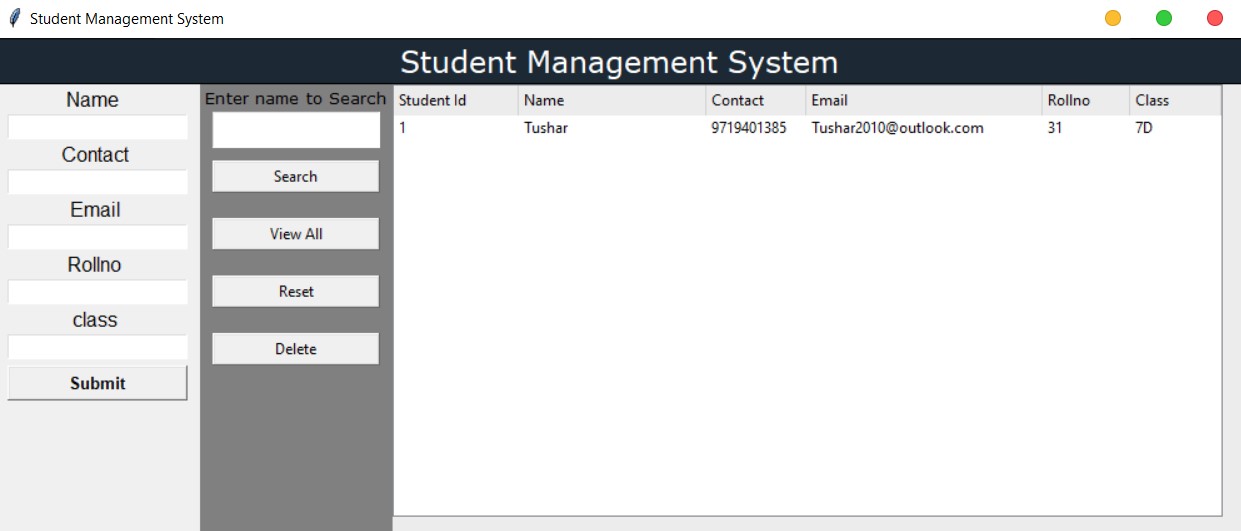 Student Management System
Student Management System
Name
Contact
Email
Rollno
class
Submit
Enter name to Search
Search
View All
Reset
Delete
Student Id Name Contact Email Rollno Class
1 Tushar 9719401385 Tushar2010@outlook.com 31 7D